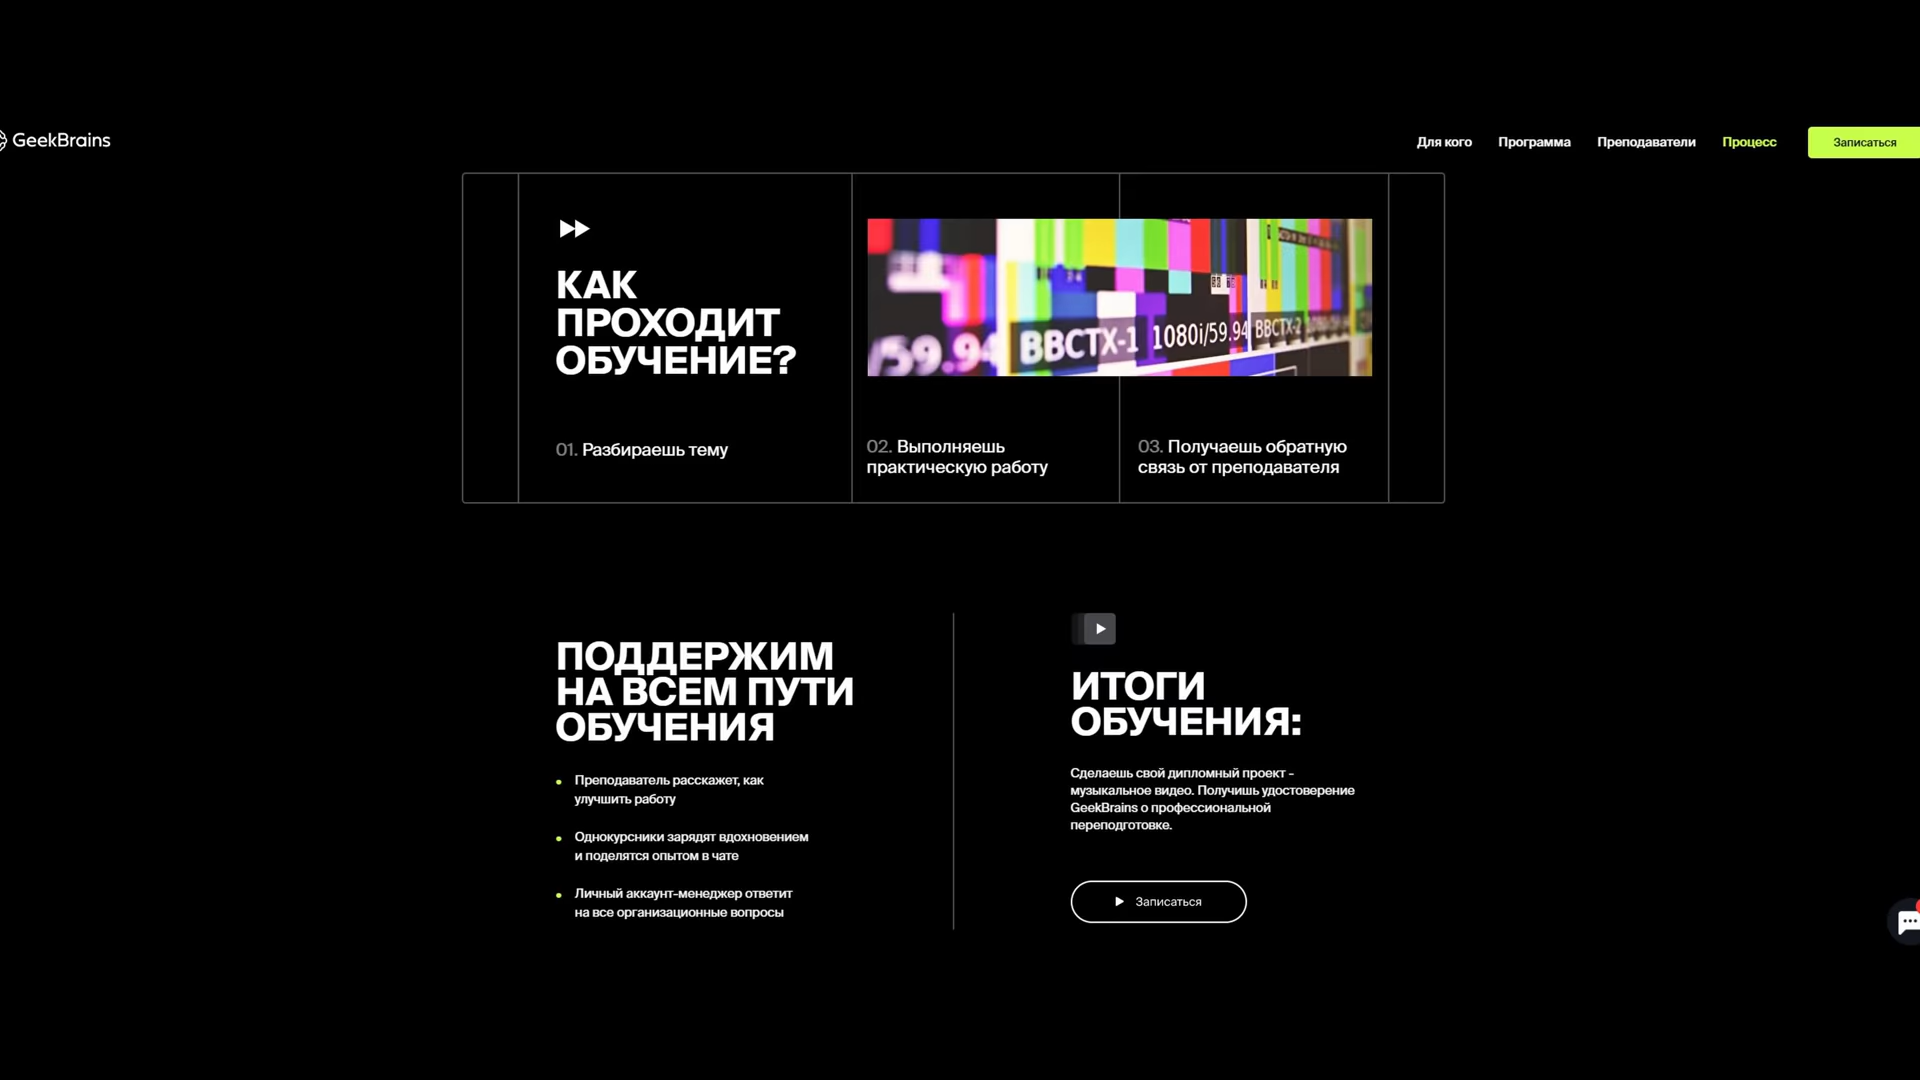 GeekBrains
Для кого
Программа
Преподаватели
Процесс
Записаться
КАК
ПРОХОДИТ
ОБУЧЕНИЕ?
/59.94
BBCTX-1
1080i/59.94
BBCTX-2
01. Разбираешь тему
02. Выполняешь
практическую работу
03. Получаешь обратную
связь от преподавателя
ПОДДЕРЖИМ
НА ВСЕМ ПУТИ
ОБУЧЕНИЯ
Преподаватель расскажет, как
улучшить работу
Однокурсники зарядят вдохновением
и поделятся опытом в чате
Личный аккаунт-менеджер ответит
на все организационные вопросы
ИТОГИ
ОБУЧЕНИЯ:
Сделаешь свой дипломный проект –
музыкальное видео. Получишь удостоверение
GeekBrains о профессиональной
переподготовке.
Записаться